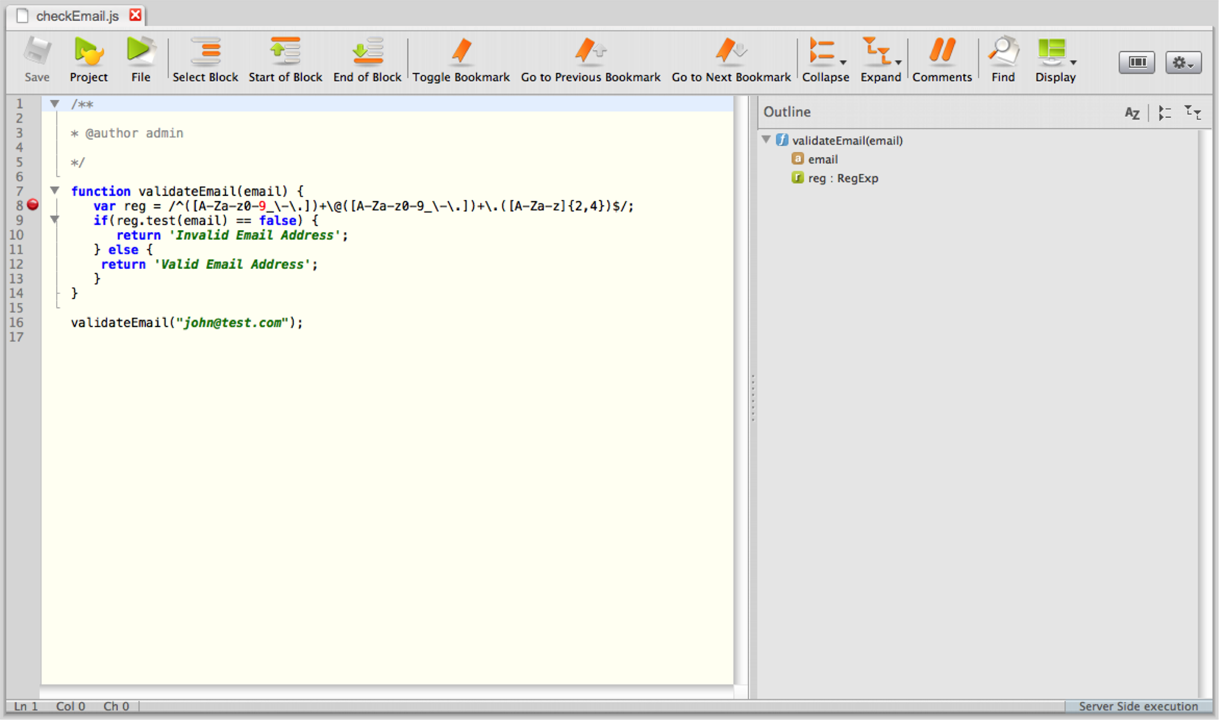 checkEmail.js
Save Project File Select Block Start of Block End of Block Toggle Bookmark Go to Previous Bookmark Go to Next Bookmark Collapse Expand Comments Find Display
Outline AZ
validateEmail(email)
email
reg : RegExp
1 /**
2
3 * @author admin
4
5 */
6
7 function validateEmail(email) {
8 var reg = /^([A-Za-z0-9_\-\.])+\@([A-Za-z0-9_\-\.])+\.([A-Za-z]{2,4})$/;
9 if(reg.test(email) == false) {
10 return 'Invalid Email Address';
11 } else {
12 return 'Valid Email Address';
13 }
14 }
15
16 validateEmail("john@test.com");
17
Ln 1 Col 0 Ch 0 Server Side execution